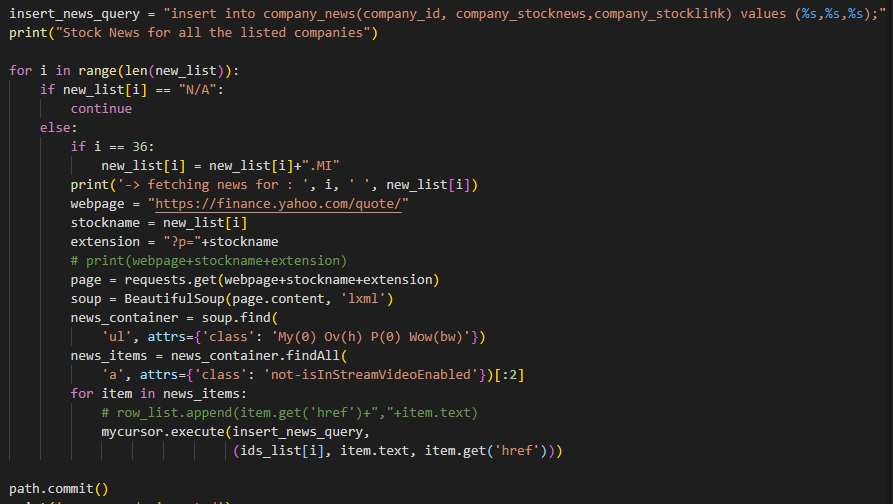 insert_news_query = "insert into company_news(company_id, company_stocknews,company_stocklink) values (%s,%s,%s);"
print("Stock News for all the listed companies")
for i in range(len(new_list)):
    if new_list[i] == "N/A":
        continue
    else:
        if i == 36:
            new_list[i] = new_list[i]+".MI"
        print('-> fetching news for : ', i, ' ', new_list[i])
        webpage = "https://finance.yahoo.com/quote/"
        stockname = new_list[i]
        extension = "?p="+stockname
        # print(webpage+stockname+extension)
        page = requests.get(webpage+stockname+extension)
        soup = BeautifulSoup(page.content, 'lxml')
        news_container = soup.find(
            'ul', attrs={'class': 'My(0) Ov(h) P(0) Wow(bw)'})
        news_items = news_container.findAll(
            'a', attrs={'class': 'not-isInStreamVideoEnabled'})[:2]
        for item in news_items:
            # row_list.append(item.get('href')+","+item.text)
            mycursor.execute(insert_news_query,
                            (ids_list[i], item.text, item.get('href')))
path.commit()